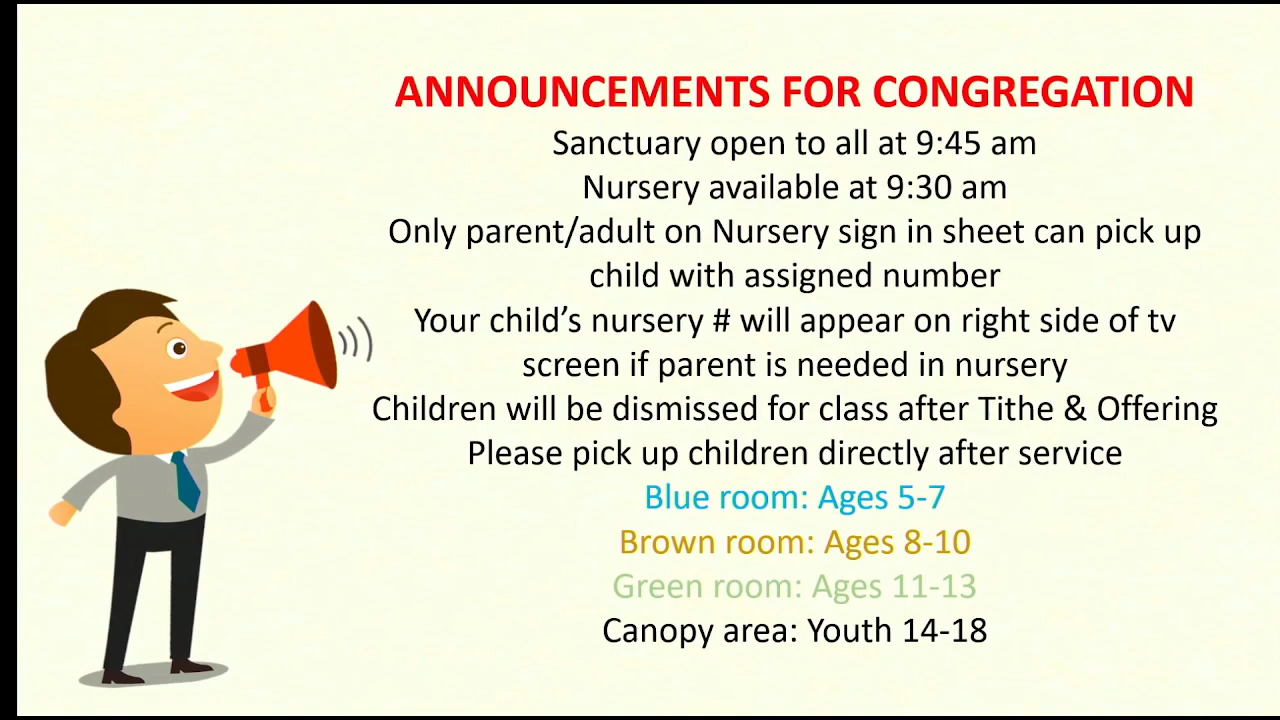 ANNOUNCEMENTS FOR CONGREGATION
Sanctuary open to all at 9:45 am
Nursery available at 9:30 am
Only parent/adult on Nursery sign in sheet can pick up
child with assigned number
Your child’s nursery # will appear on right side of tv
screen if parent is needed in nursery
Children will be dismissed for class after Tithe & Offering
Please pick up children directly after service
Blue room: Ages 5-7
Brown room: Ages 8-10
Green room: Ages 11-13
Canopy area: Youth 14-18